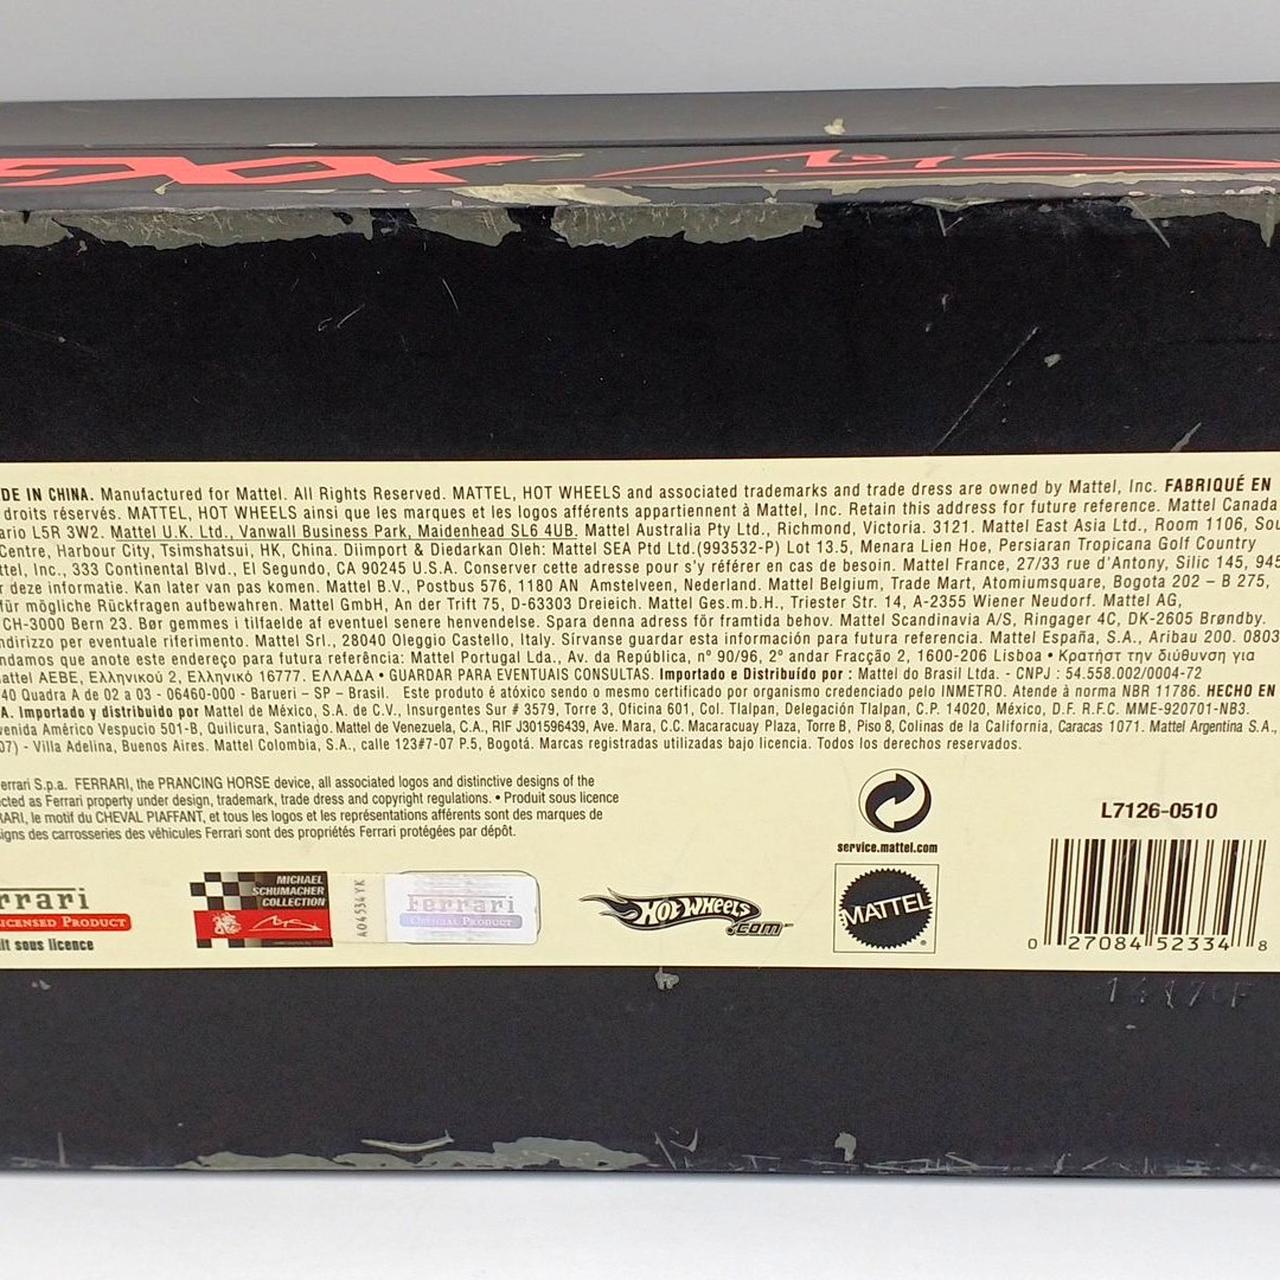 XX
DE IN CHINA. Manufactured for Mattel. All Rights Reserved. MATTEL, HOT WHEELS and associated trademarks and trade dress are owned by Mattel, Inc. FABRIQUÉ EN
droits réservés. MATTEL, HOT WHEELS ainsi que les marques et les logos afférents appartiennent à Mattel, Inc. Retain this address for future reference. Mattel Canada
ario L5R 3W2. Mattel U.K. Ltd., Vanwall Business Park, Maidenhead SL6 4UB. Mattel Australia Pty Ltd., Richmond, Victoria. 3121. Mattel East Asia Ltd., Room 1106, Sou
Centre, Harbour City, Tsimshatsui, HK, China. Diimport & Diedarkan Oleh: Mattel SEA Ptd Ltd.(993532-P) Lot 13.5, Menara Lien Hoe, Persiaran Tropicana Golf Country
ttel, Inc., 333 Continental Blvd., El Segundo, CA 90245 U.S.A. Conserver cette adresse pour s'y référer en cas de besoin. Mattel France, 27/33 rue d'Antony, Silic 145, 945
r deze informatie. Kan later van pas komen. Mattel B.V., Postbus 576, 1180 AN Amstelveen, Nederland. Mattel Belgium, Trade Mart, Atomiumsquare, Bogota 202 – B 275,
für mögliche Rückfragen aufbewahren. Mattel GmbH, An der Trift 75, D-63303 Dreieich. Mattel Ges.m.b.H., Triester Str. 14, A-2355 Wiener Neudorf. Mattel AG,
CH-3000 Bern 23. Bør gemmes i tilfaelde af eventuel senere henvendelse. Spara denna adress för framtida behov. Mattel Scandinavia A/S, Ringager 4C, DK-2605 Brøndby.
ndirizzo per eventuale riferimento. Mattel Srl., 28040 Oleggio Castello, Italy. Sírvanse guardar esta información para futura referencia. Mattel España, S.A., Aribau 200. 0803
ndamos que anote este endereço para futura referência: Mattel Portugal Lda., Av. da República, nº 90/96, 2º andar Fracção 2, 1600-206 Lisboa • Κρατήστ την διύθυνση για
attel AEBE, Ελληνικού 2, Ελληνικό 16777. ΕΛΛΑΔΑ • GUARDAR PARA EVENTUAIS CONSULTAS. Importado e Distribuído por : Mattel do Brasil Ltda. - CNPJ : 54.558.002/0004-72
40 Quadra A de 02 a 03 - 06460-000 - Barueri – SP – Brasil. Este produto é atóxico sendo o mesmo certificado por organismo credenciado pelo INMETRO. Atende à norma NBR 11786. HECHO EN
A. Importado y distribuido por Mattel de México, S.A. de C.V., Insurgentes Sur # 3579, Torre 3, Oficina 601, Col. Tlalpan, Delegación Tlalpan, C.P. 14020, México, D.F. R.F.C. MME-920701-NB3.
venida Américo Vespucio 501-B, Quilicura, Santiago. Mattel de Venezuela, C.A., RIF J301596439, Ave. Mara, C.C. Macaracuay Plaza, Torre B, Piso 8, Colinas de la California, Caracas 1071. Mattel Argentina S.A.,
07) - Villa Adelina, Buenos Aires. Mattel Colombia, S.A., calle 123#7-07 P.5, Bogotá. Marcas registradas utilizadas bajo licencia. Todos los derechos reservados.
errari S.p.a. FERRARI, the PRANCING HORSE device, all associated logos and distinctive designs of the
cted as Ferrari property under design, trademark, trade dress and copyright regulations. • Produit sous licence
RARI, le motif du CHEVAL PIAFFANT, et tous les logos et les représentations afférents sont des marques de
signs des carrosseries des véhicules Ferrari sont des propriétés Ferrari protégées par dépôt.
service.mattel.com
L7126-0510
rrari
LICENSED PRODUCT
it sous licence
MICHAEL
SCHUMACHER
COLLECTION
A04534YK
Ferrari
OFFICIAL PRODUCT
HOT WHEELS
.COM
MATTEL
0 27084 52334 8